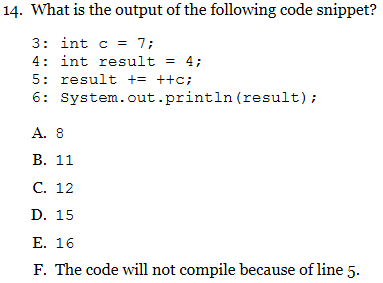 14. What is the output of the following code snippet?
3: int c = 7;
4: int result = 4;
5: result += ++c;
6: System.out.println(result);
A. 8
B. 11
C. 12
D. 15
E. 16
F. The code will not compile because of line 5.